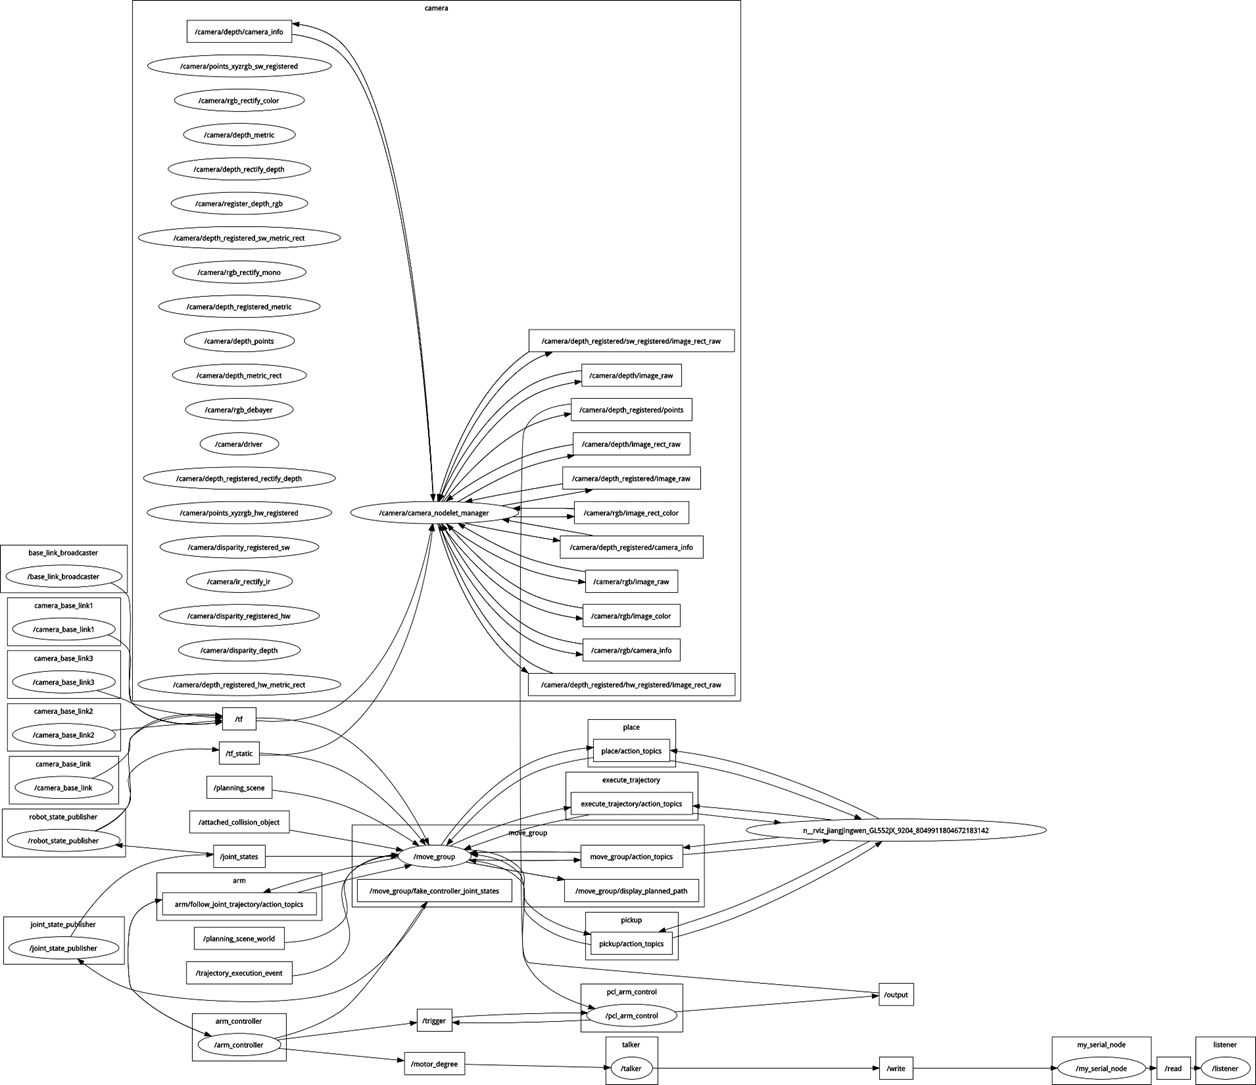 camera
/camera/depth/camera_info
/camera/points_xyzrgb_sw_registered
/camera/rgb_rectify_color
/camera/depth_metric
/camera/depth_rectify_depth
/camera/register_depth_rgb
/camera/depth_registered_sw_metric_rect
/camera/rgb_rectify_mono
/camera/depth_registered_metric
/camera/depth_points
/camera/depth_metric_rect
/camera/rgb_debayer
/camera/driver
/camera/depth_registered_rectify_depth
/camera/points_xyzrgb_hw_registered
/camera/disparity_registered_sw
/camera/ir_rectify_ir
/camera/disparity_registered_hw
/camera/disparity_depth
/camera/depth_registered_hw_metric_rect
/camera/camera_nodelet_manager
/camera/depth_registered/sw_registered/image_rect_raw
/camera/depth/image_raw
/camera/depth_registered/points
/camera/depth/image_rect_raw
/camera/depth_registered/image_raw
/camera/rgb/image_rect_color
/camera/depth_registered/camera_info
/camera/rgb/image_raw
/camera/rgb/image_color
/camera/rgb/camera_info
/camera/depth_registered/hw_registered/image_rect_raw
base_link_broadcaster
/base_link_broadcaster
camera_base_link1
/camera_base_link1
camera_base_link3
/camera_base_link3
camera_base_link2
/camera_base_link2
camera_base_link
/camera_base_link
robot_state_publisher
/robot_state_publisher
joint_state_publisher
/joint_state_publisher
/tf
/tf_static
/planning_scene
/attached_collision_object
/joint_states
arm
arm/follow_joint_trajectory/action_topics
/planning_scene_world
/trajectory_execution_event
arm_controller
/arm_controller
move_group
/move_group
move_group/action_topics
/move_group/fake_controller_joint_states
/move_group/display_planned_path
place
place/action_topics
execute_trajectory
execute_trajectory/action_topics
pickup
pickup/action_topics
n__rviz_jiangjingwen_GL552JX_9204_8049911804672183142
pcl_arm_control
/pcl_arm_control
/trigger
/motor_degree
/output
talker
/talker
/write
my_serial_node
/my_serial_node
/read
listener
/listener